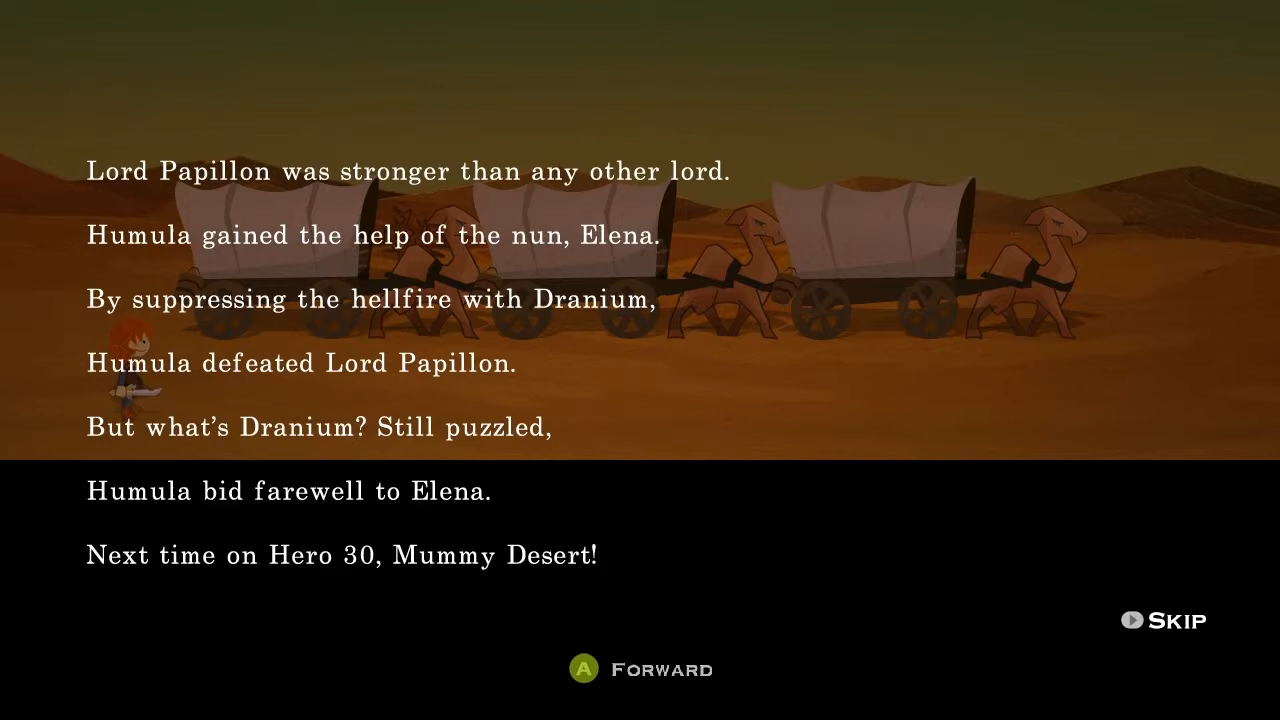 Lord Papillon was stronger than any other lord.
Humula gained the help of the nun, Elena.
By suppressing the hellfire with Dranium,
Humula defeated Lord Papillon.
But what’s Dranium? Still puzzled,
Humula bid farewell to Elena.
Next time on Hero 30, Mummy Desert!
SKIP
A FORWARD